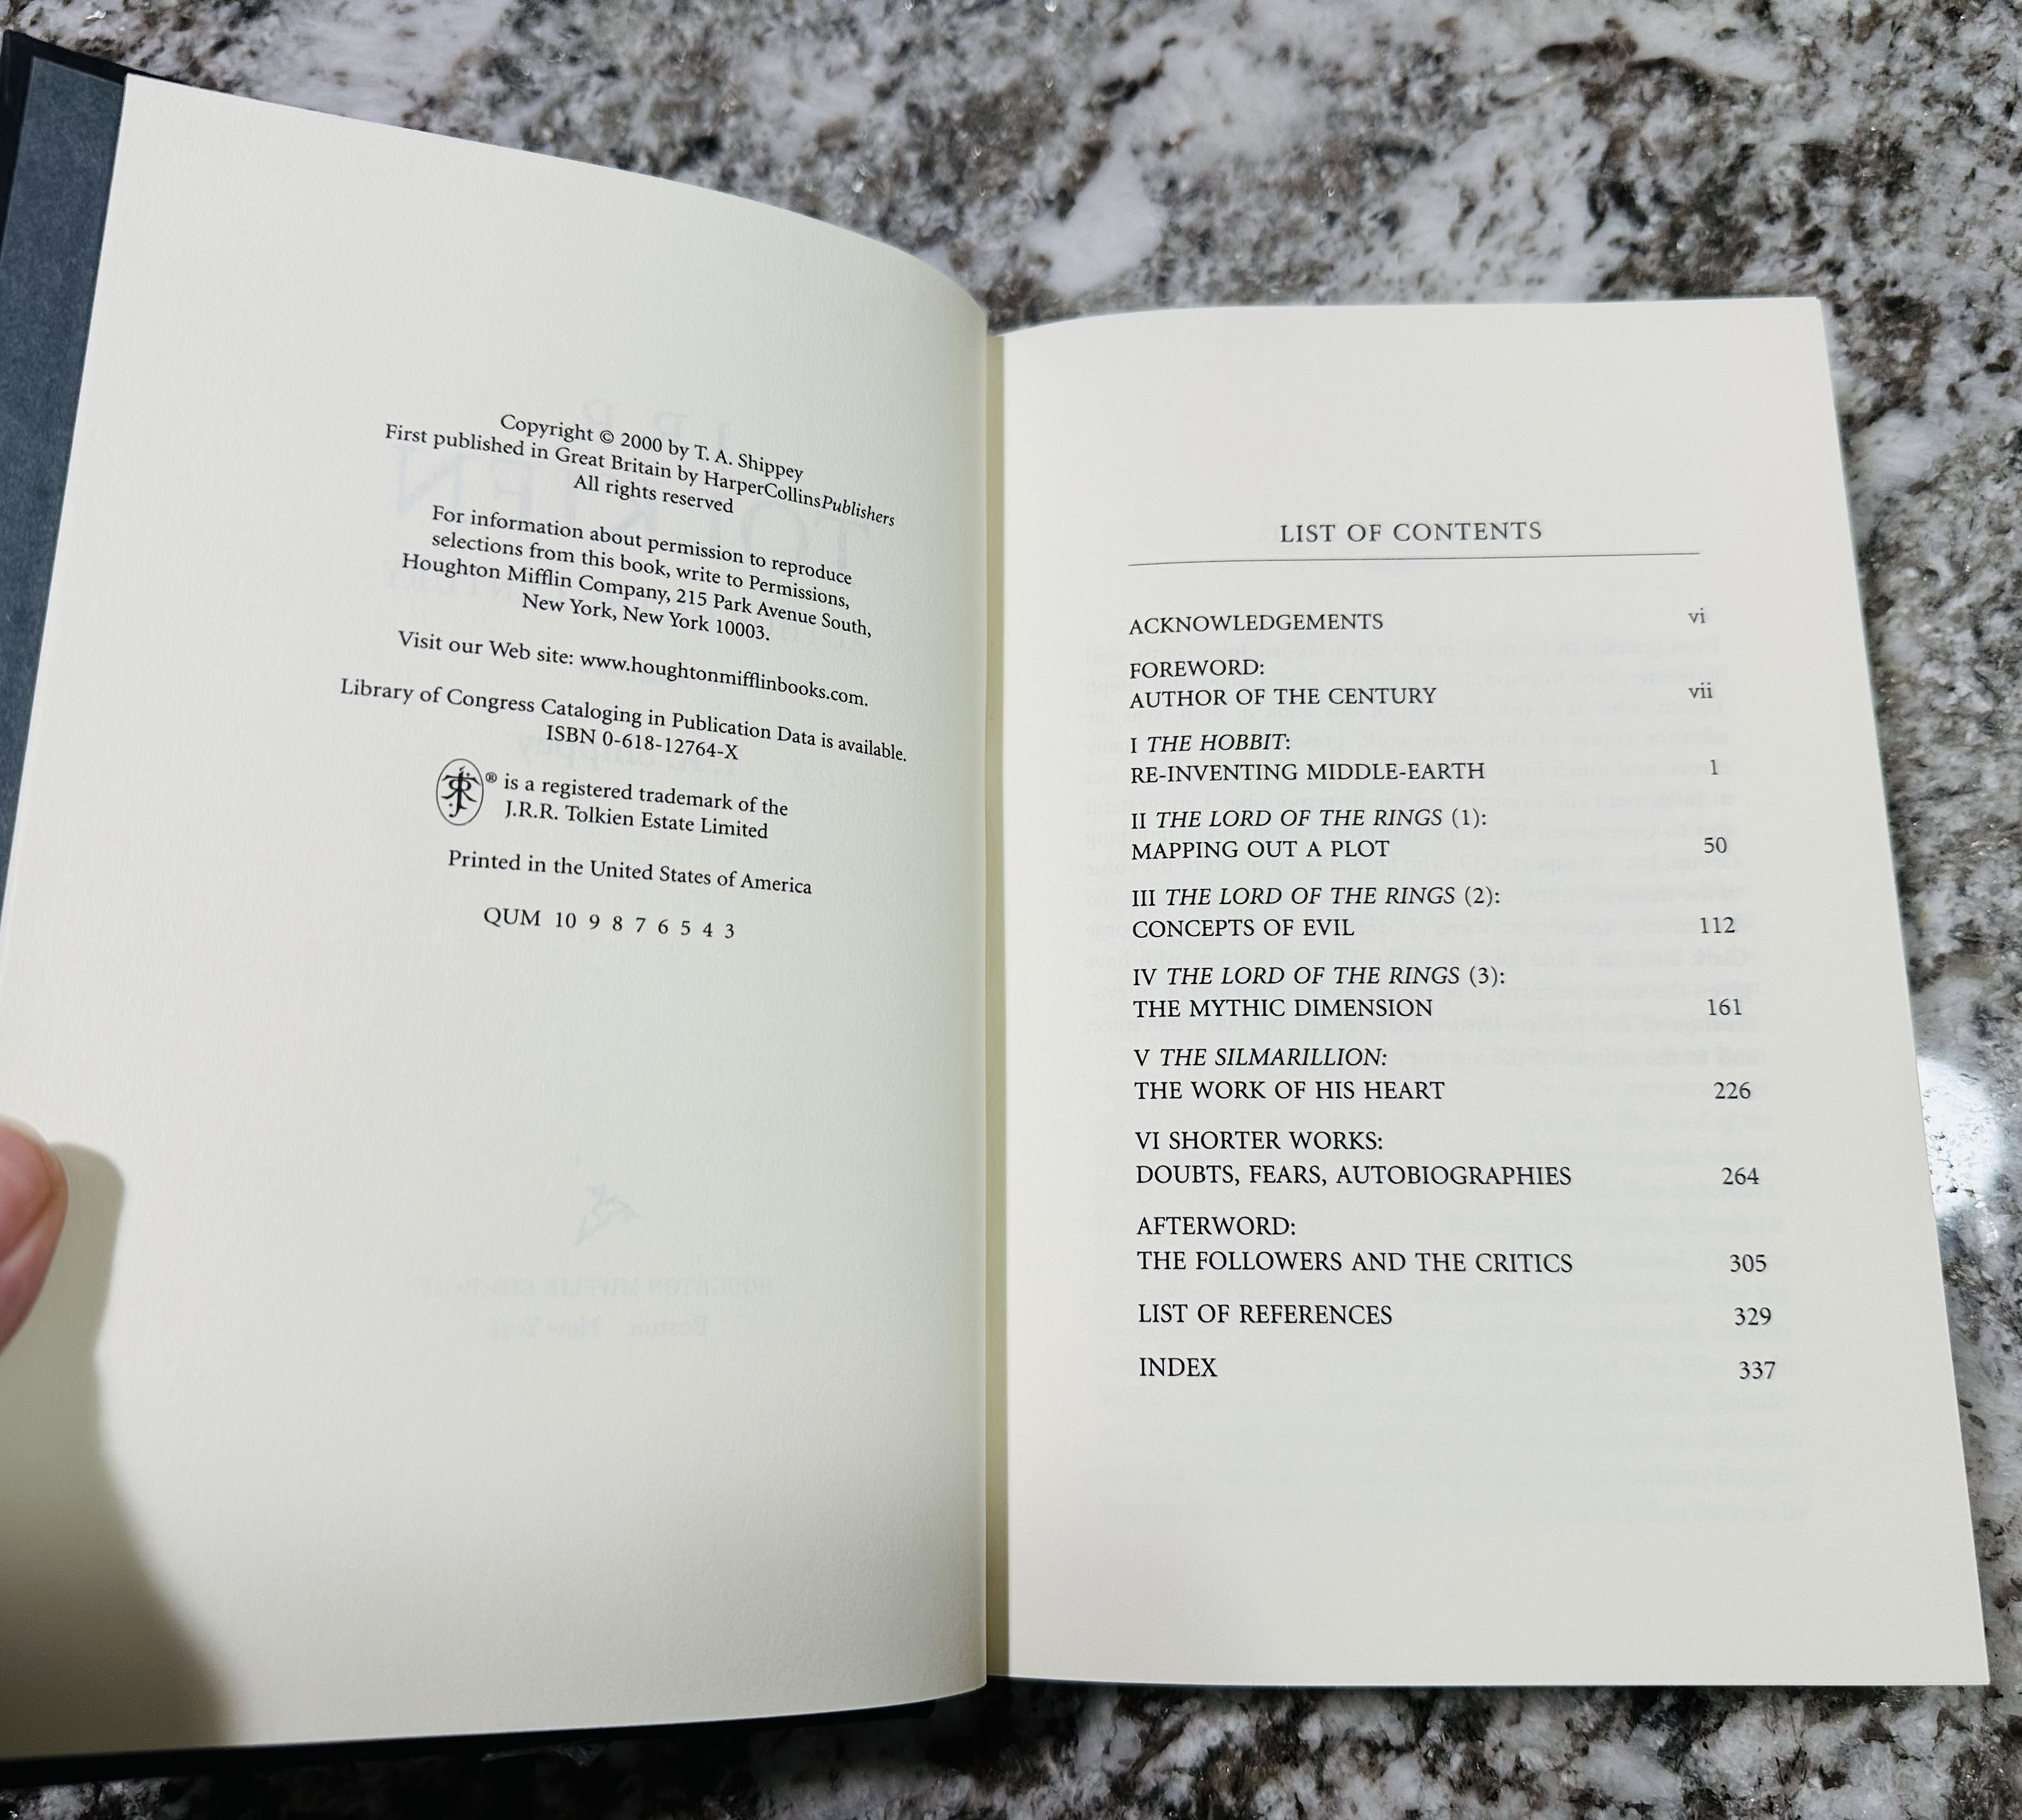 Copyright © 2000 by T. A. Shippey
First published in Great Britain by HarperCollinsPublishers
All rights reserved
For information about permission to reproduce
selections from this book, write to Permissions,
Houghton Mifflin Company, 215 Park Avenue South,
New York, New York 10003.
Visit our Web site: www.houghtonmifflinbooks.com.
Library of Congress Cataloging in Publication Data is available.
ISBN 0-618-12764-X
® is a registered trademark of the
J.R.R. Tolkien Estate Limited
Printed in the United States of America
QUM 10 9 8 7 6 5 4 3
LIST OF CONTENTS
ACKNOWLEDGEMENTS vi
FOREWORD:
AUTHOR OF THE CENTURY vii
I THE HOBBIT:
RE-INVENTING MIDDLE-EARTH 1
II THE LORD OF THE RINGS (1):
MAPPING OUT A PLOT 50
III THE LORD OF THE RINGS (2):
CONCEPTS OF EVIL 112
IV THE LORD OF THE RINGS (3):
THE MYTHIC DIMENSION 161
V THE SILMARILLION:
THE WORK OF HIS HEART 226
VI SHORTER WORKS:
DOUBTS, FEARS, AUTOBIOGRAPHIES 264
AFTERWORD:
THE FOLLOWERS AND THE CRITICS 305
LIST OF REFERENCES 329
INDEX 337